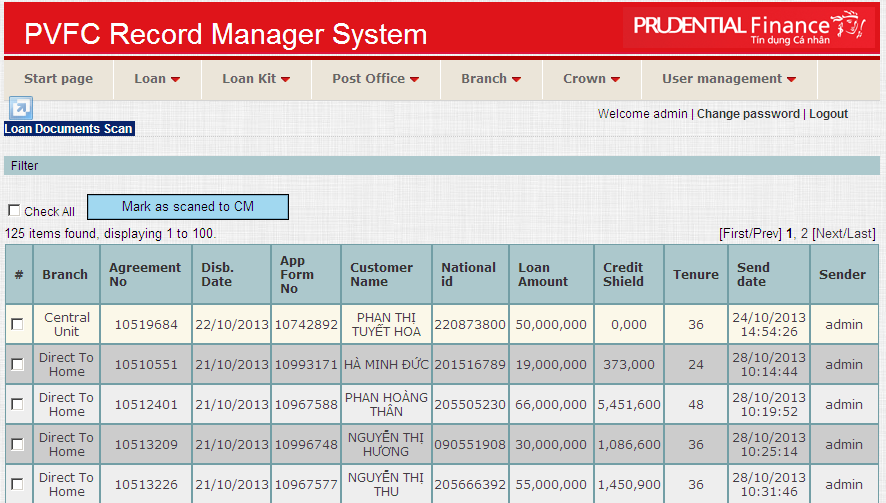 PVFC Record Manager System
PRUDENTIAL Finance
Tín dụng Cá nhân
Start page Loan Loan Kit Post Office Branch Crown User management
Welcome admin | Change password | Logout
Loan Documents Scan
Filter
Check All Mark as scaned to CM
125 items found, displaying 1 to 100. [First/Prev] 1, 2 [Next/Last]
# Branch Agreement No Disb. Date App Form No Customer Name National id Loan Amount Credit Shield Tenure Send date Sender
Central Unit 10519684 22/10/2013 10742892 PHAN THỊ TUYẾT HOA 220873800 50,000,000 0,000 36 24/10/2013 14:54:26 admin
Direct To Home 10510551 21/10/2013 10993171 HÀ MINH ĐỨC 201516789 19,000,000 373,000 24 28/10/2013 10:14:44 admin
Direct To Home 10512401 21/10/2013 10967588 PHAN HOÀNG THÂN 205505230 66,000,000 5,451,600 48 28/10/2013 10:19:52 admin
Direct To Home 10513209 21/10/2013 10996748 NGUYỄN THỊ HƯƠNG 090551908 30,000,000 1,086,600 36 28/10/2013 10:25:14 admin
Direct To Home 10513226 21/10/2013 10967577 NGUYỄN THỊ THU 205666392 55,000,000 1,450,900 36 28/10/2013 10:31:46 admin